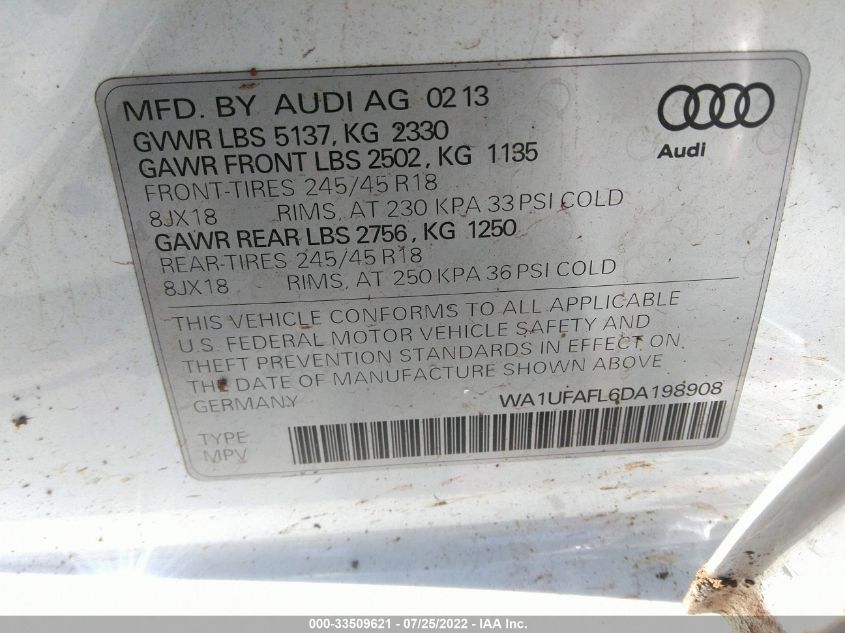 MFD. BY AUDI AG 02 13
GVWR LBS 5137, KG 2330
GAWR FRONT LBS 2502, KG 1135
FRONT-TIRES 245/45 R18
8JX18 RIMS, AT 230 KPA 33 PSI COLD
GAWR REAR LBS 2756, KG 1250
REAR-TIRES 245/45 R18
8JX18 RIMS, AT 250 KPA 36 PSI COLD
Audi
THIS VEHICLE CONFORMS TO ALL APPLICABLE
U.S. FEDERAL MOTOR VEHICLE SAFETY AND
THEFT PREVENTION STANDARDS IN EFFECT ON
THE DATE OF MANUFACTURE SHOWN ABOVE
GERMANY WA1UFAFL6DA198908
TYPE
MPV
000-33509621 - 07/25/2022 - IAA Inc.